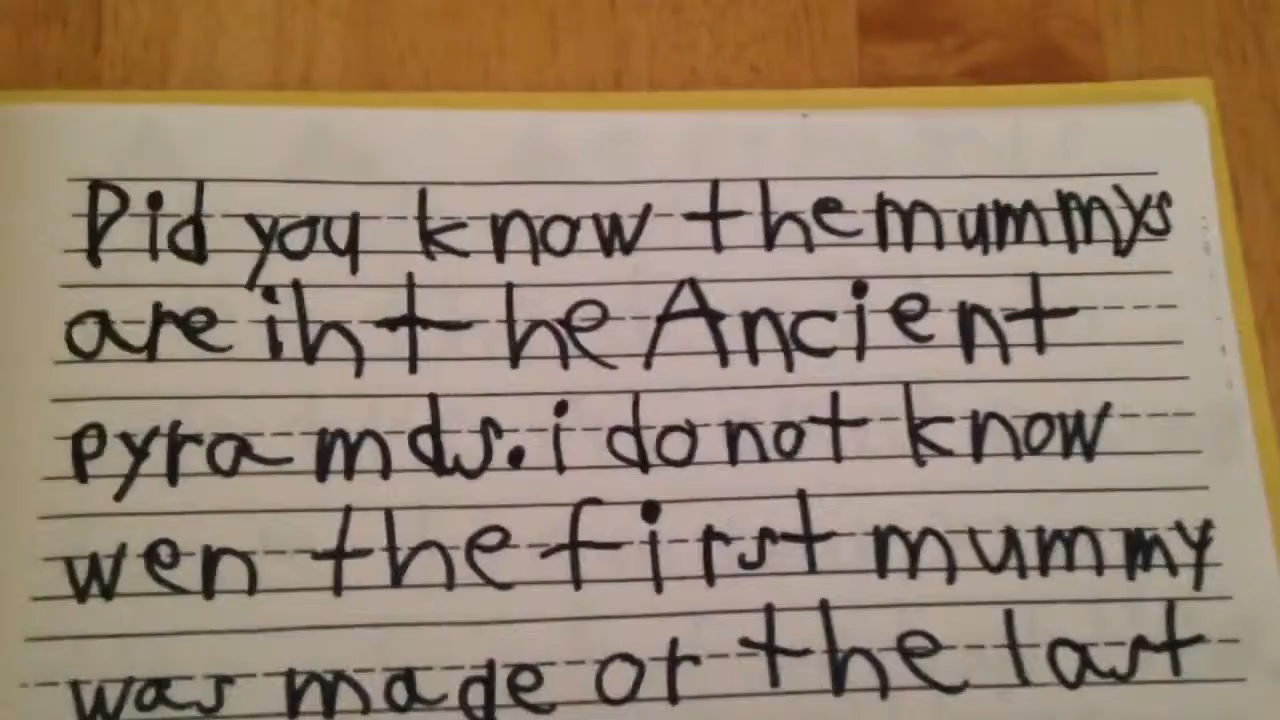 Did you know the mummys
are in the Ancient
pyramds. i do not know
wen the first mummy
was made or the last